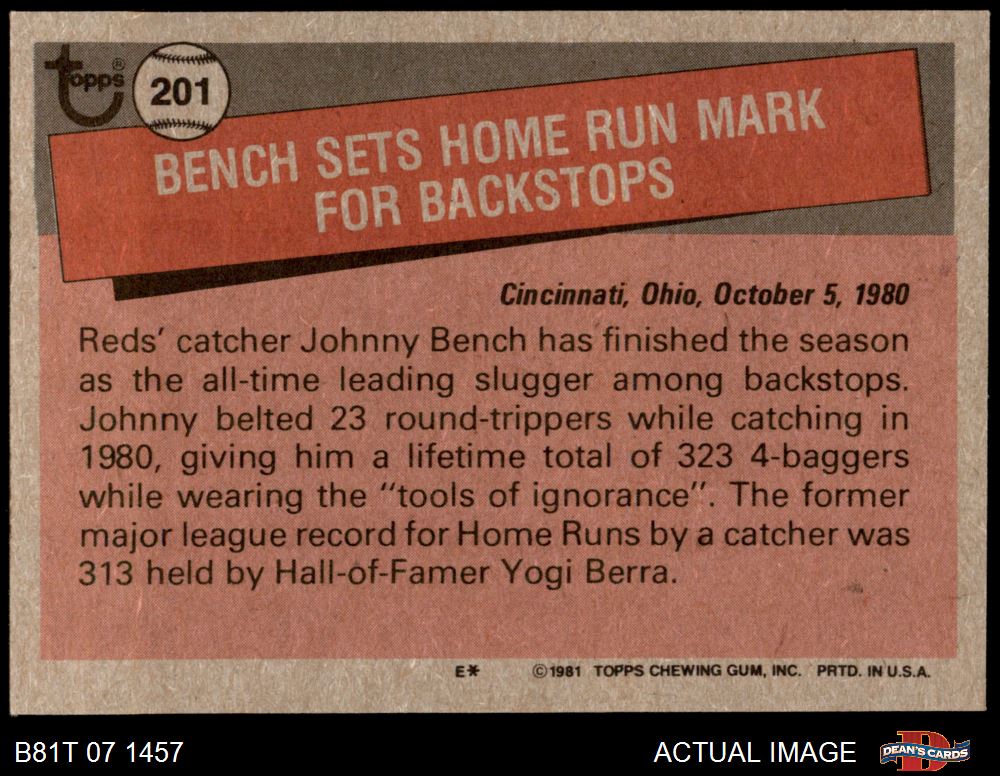 topps®
201
BENCH SETS HOME RUN MARK
FOR BACKSTOPS
Cincinnati, Ohio, October 5, 1980
Reds' catcher Johnny Bench has finished the season
as the all-time leading slugger among backstops.
Johnny belted 23 round-trippers while catching in
1980, giving him a lifetime total of 323 4-baggers
while wearing the "tools of ignorance". The former
major league record for Home Runs by a catcher was
313 held by Hall-of-Famer Yogi Berra.
E* ©1981 TOPPS CHEWING GUM, INC. PRTD. IN U.S.A.
B81T 07 1457 ACTUAL IMAGE DEAN'S CARDS